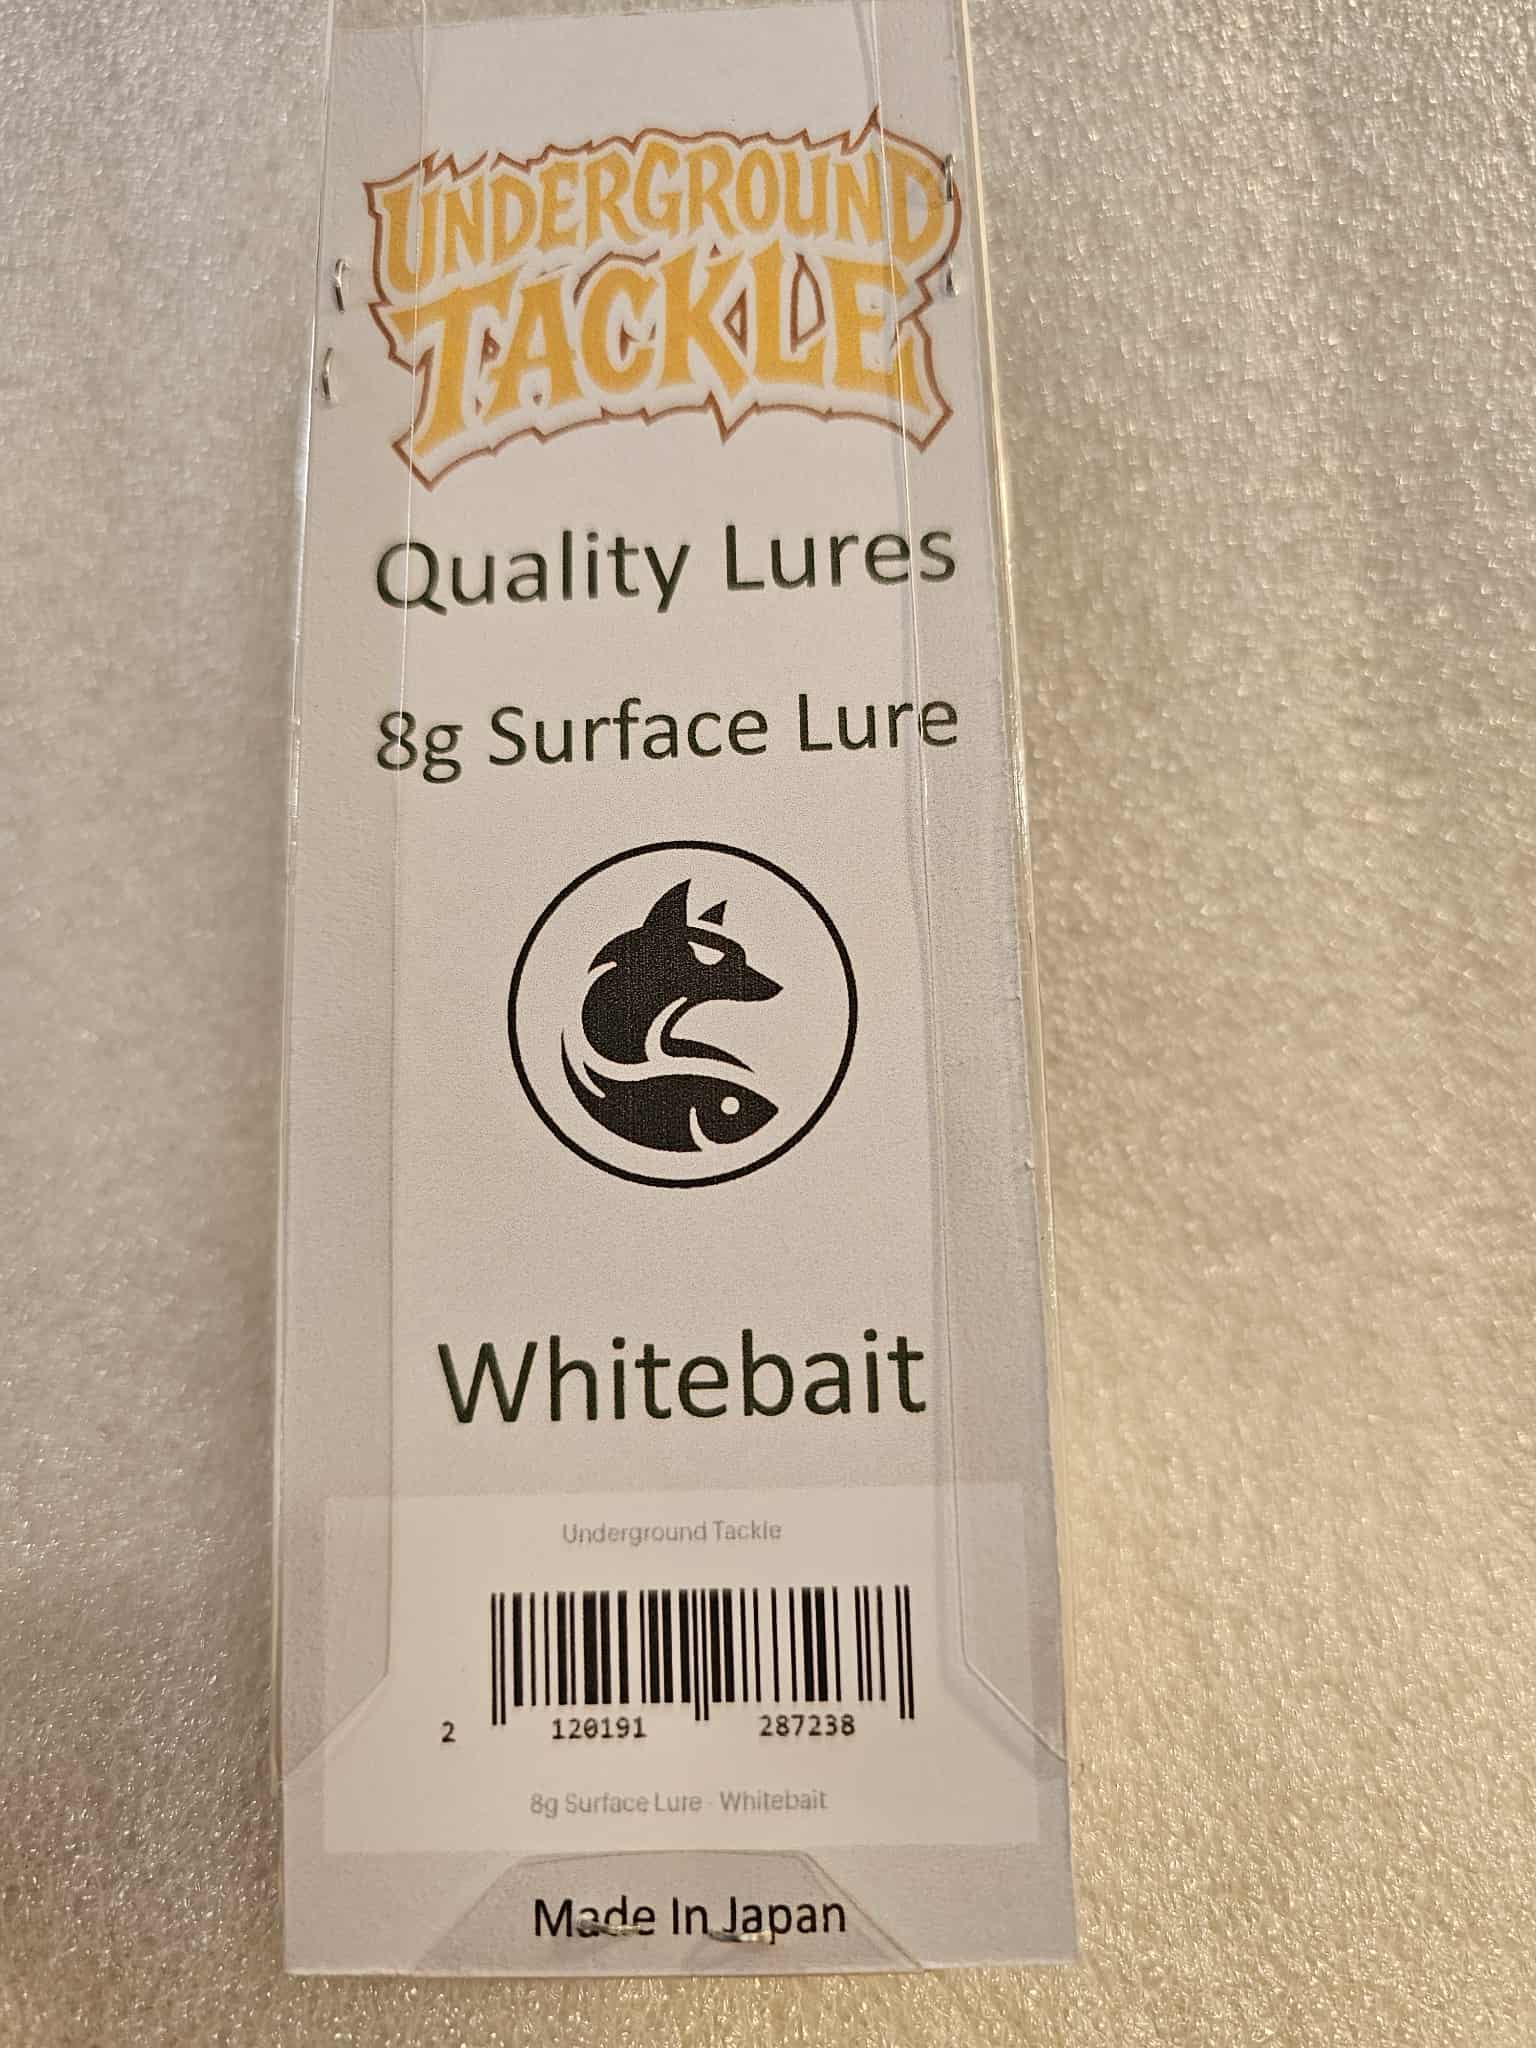 UNDERGROUND
TACKLE
Quality Lures
8g Surface Lure
Whitebait
Underground Tackle
2 120191 287238
8g Surface Lure - Whitebait
Made In Japan